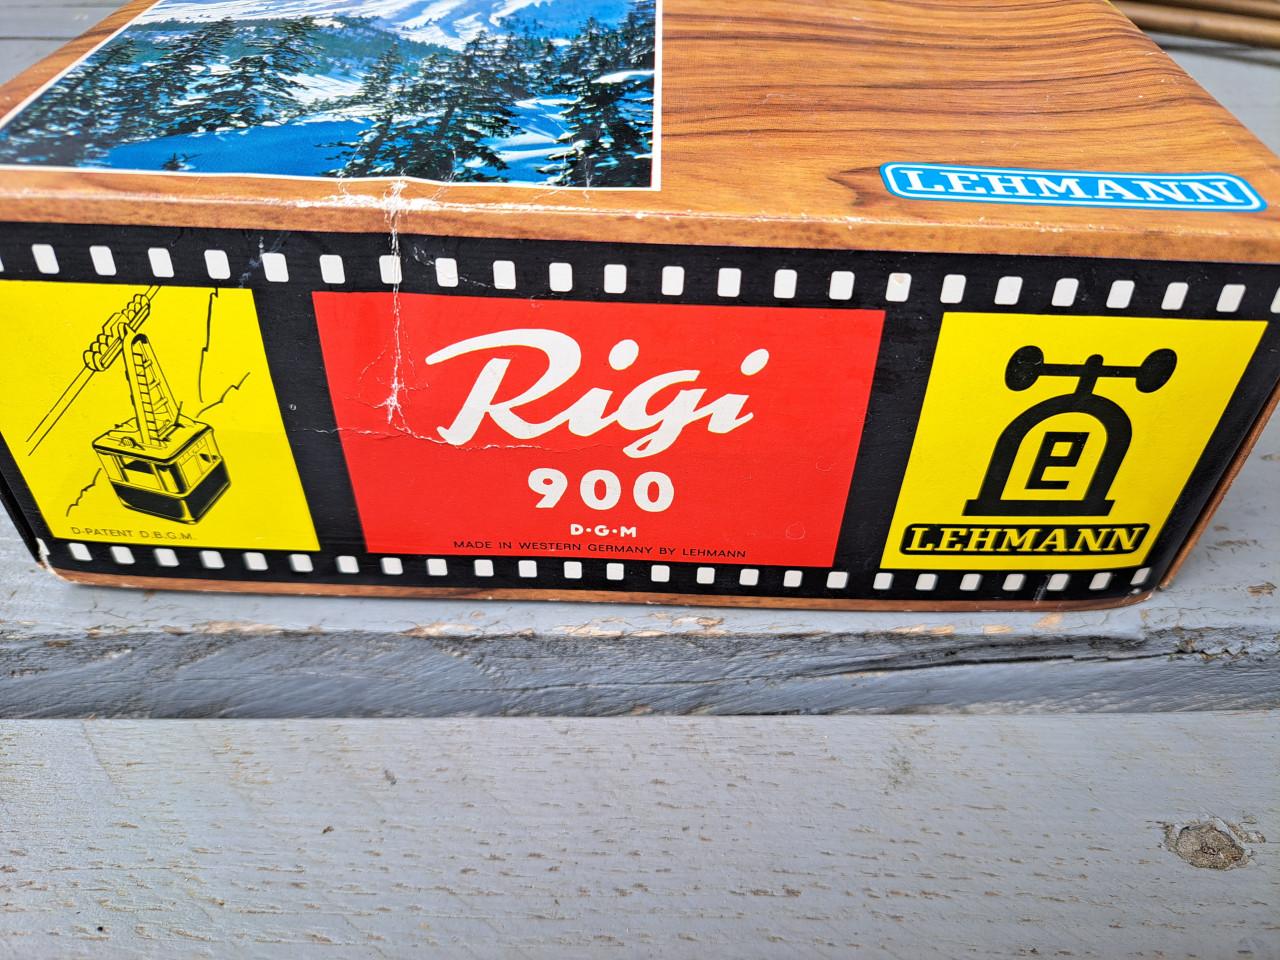 LEHMANN
D-PATENT D.B.G.M.
Rigi
900
D·G·M
MADE IN WESTERN GERMANY BY LEHMANN
e
LEHMANN